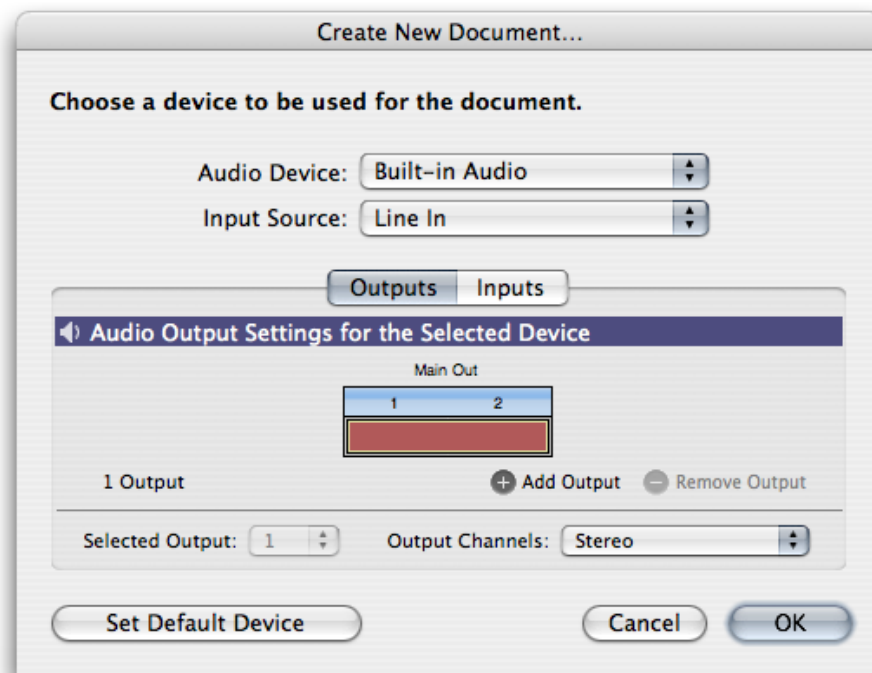 Create New Document...
Choose a device to be used for the document.
Audio Device: Built-in Audio
Input Source: Line In
Outputs Inputs
Audio Output Settings for the Selected Device
Main Out
1 2
1 Output Add Output Remove Output
Selected Output: 1 Output Channels: Stereo
Set Default Device Cancel OK